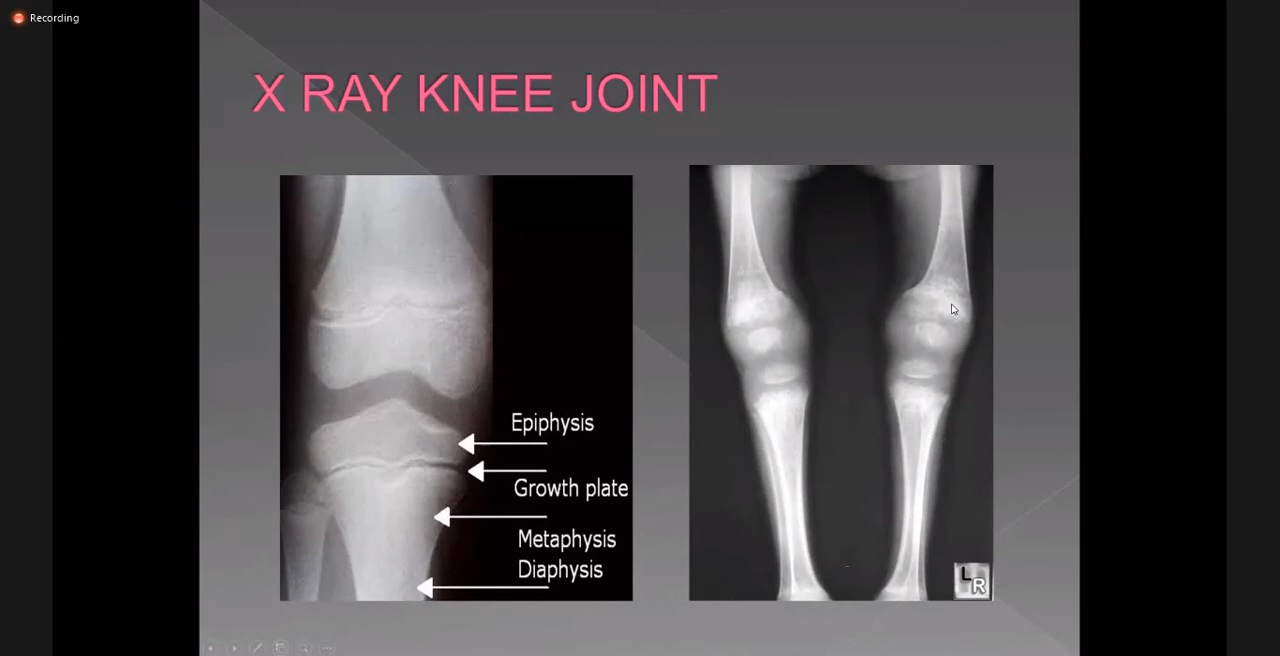 Recording
X RAY KNEE JOINT
Epiphysis
Growth plate
Metaphysis
Diaphysis
L
R